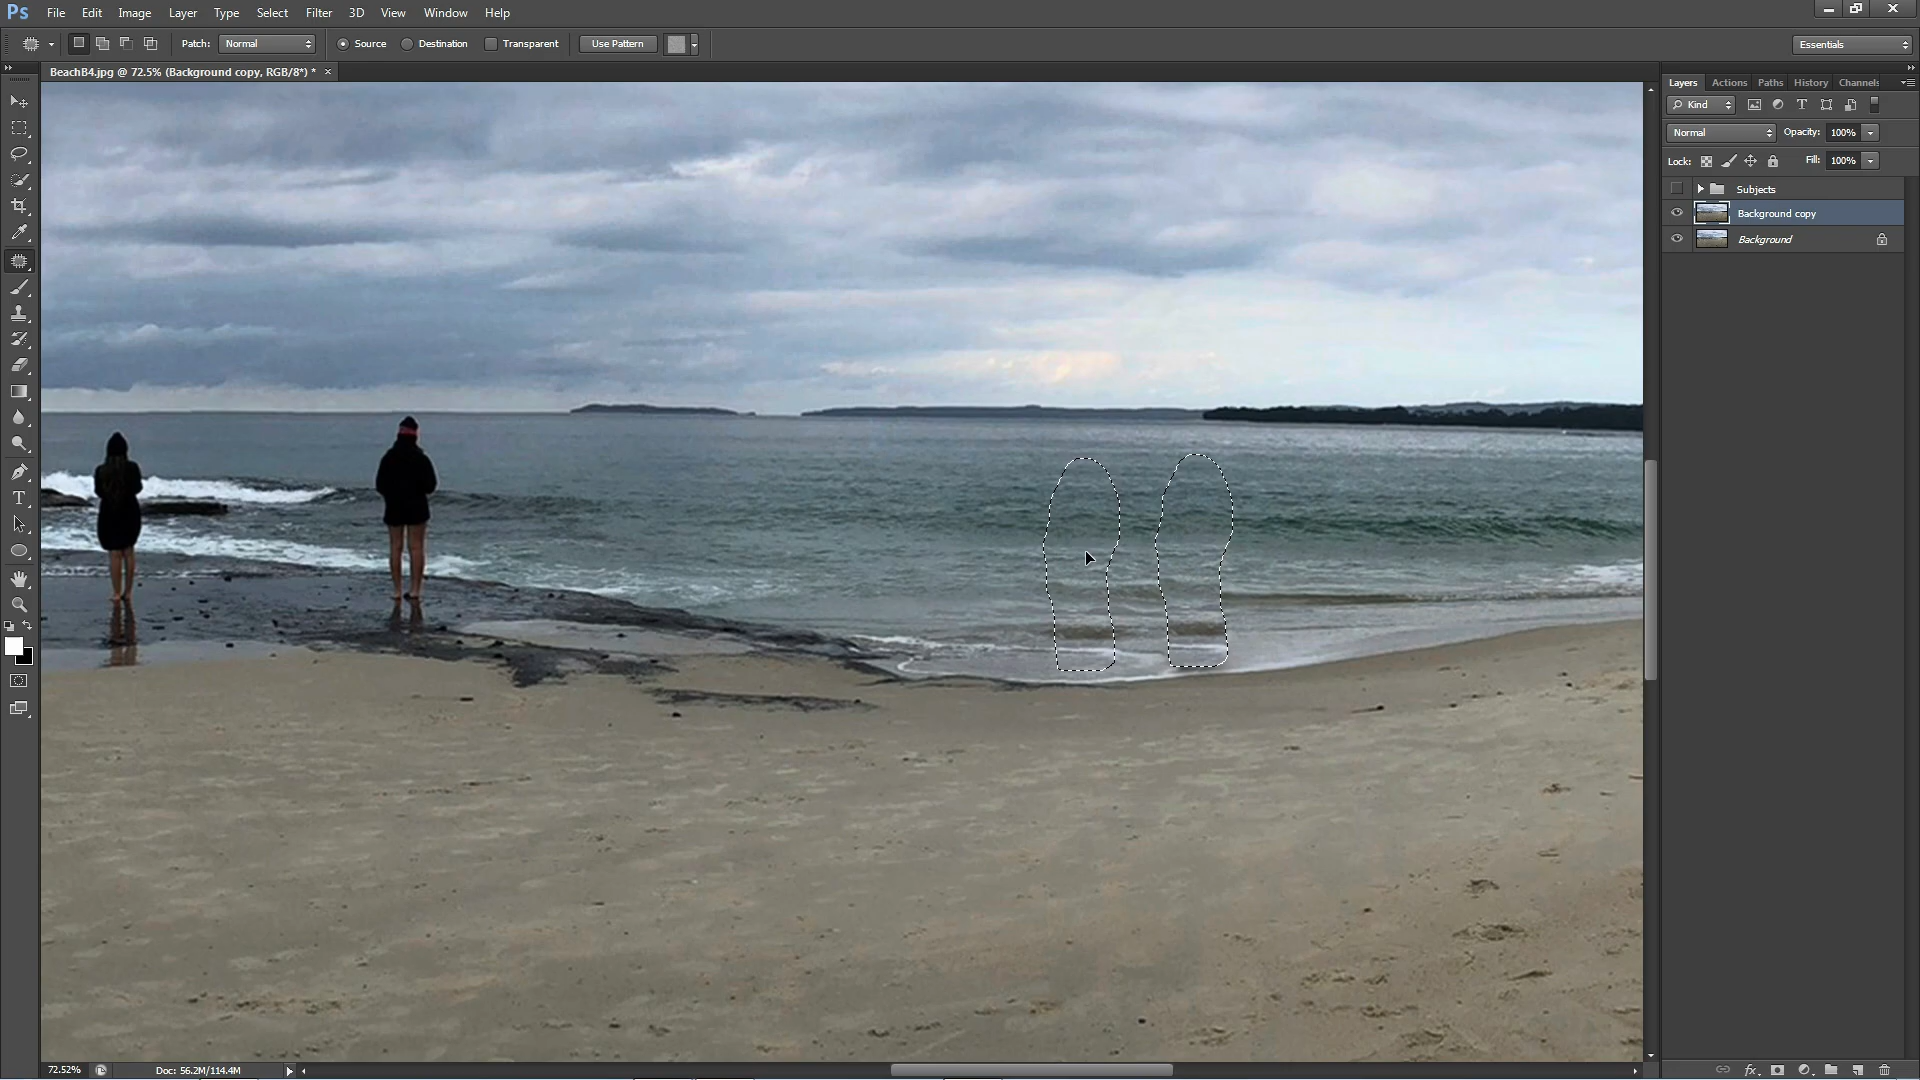 Ps File Edit Image Layer Type Select Filter 3D View Window Help
Patch: Normal Source Destination Transparent Use Pattern Essentials
BeachB4.jpg @ 72.5% (Background copy, RGB/8*) * ×
Layers Actions Paths History Channels
Kind
Normal Opacity: 100%
Lock: Fill: 100%
Subjects
Background copy
Background
72.52% Doc: 56.2M/114.4M